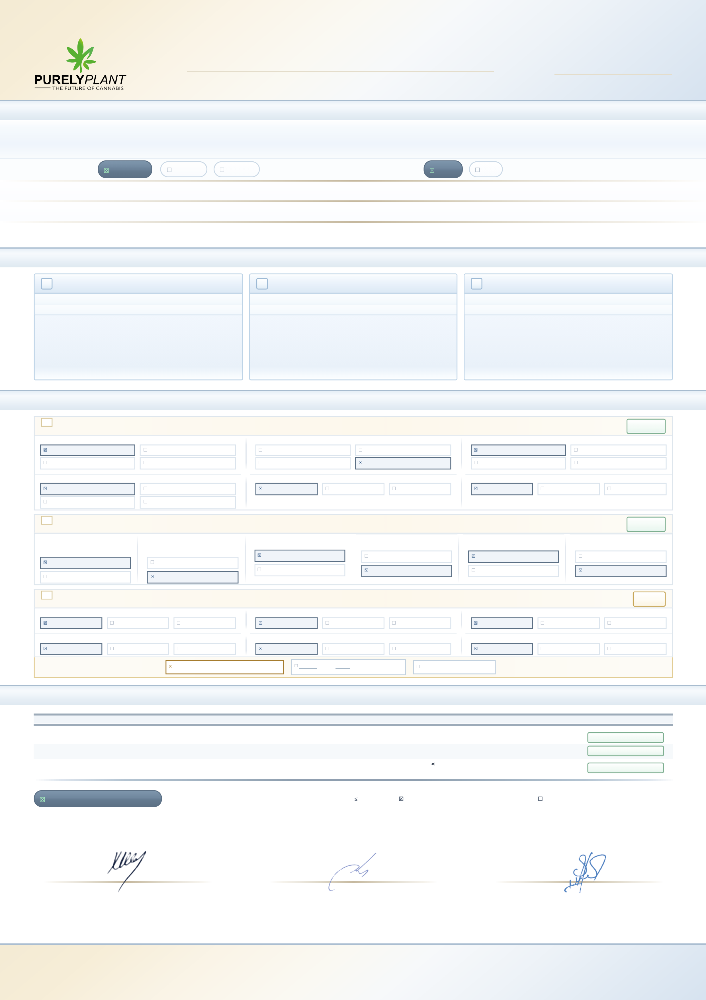 PURELYPLANT
THE FUTURE OF CANNABIS
☒ ☐ ☐ ☒ ☐
☒ ☐ ☐ ☐ ☒ ☐
☐ ☐ ☐ ☒ ☐ ☐
☒ ☐ ☒ ☐ ☐ ☒ ☐ ☐
☐ ☐
☒ ☐ ☒ ☐ ☒ ☐
☐ ☒ ☐ ☒ ☐ ☒
☒ ☐ ☐ ☒ ☐ ☐ ☒ ☐ ☐
☒ ☐ ☐ ☒ ☐ ☐ ☒ ☐ ☐
☒ ☐ ☐
≤
☒ ≤ ☒ ☐